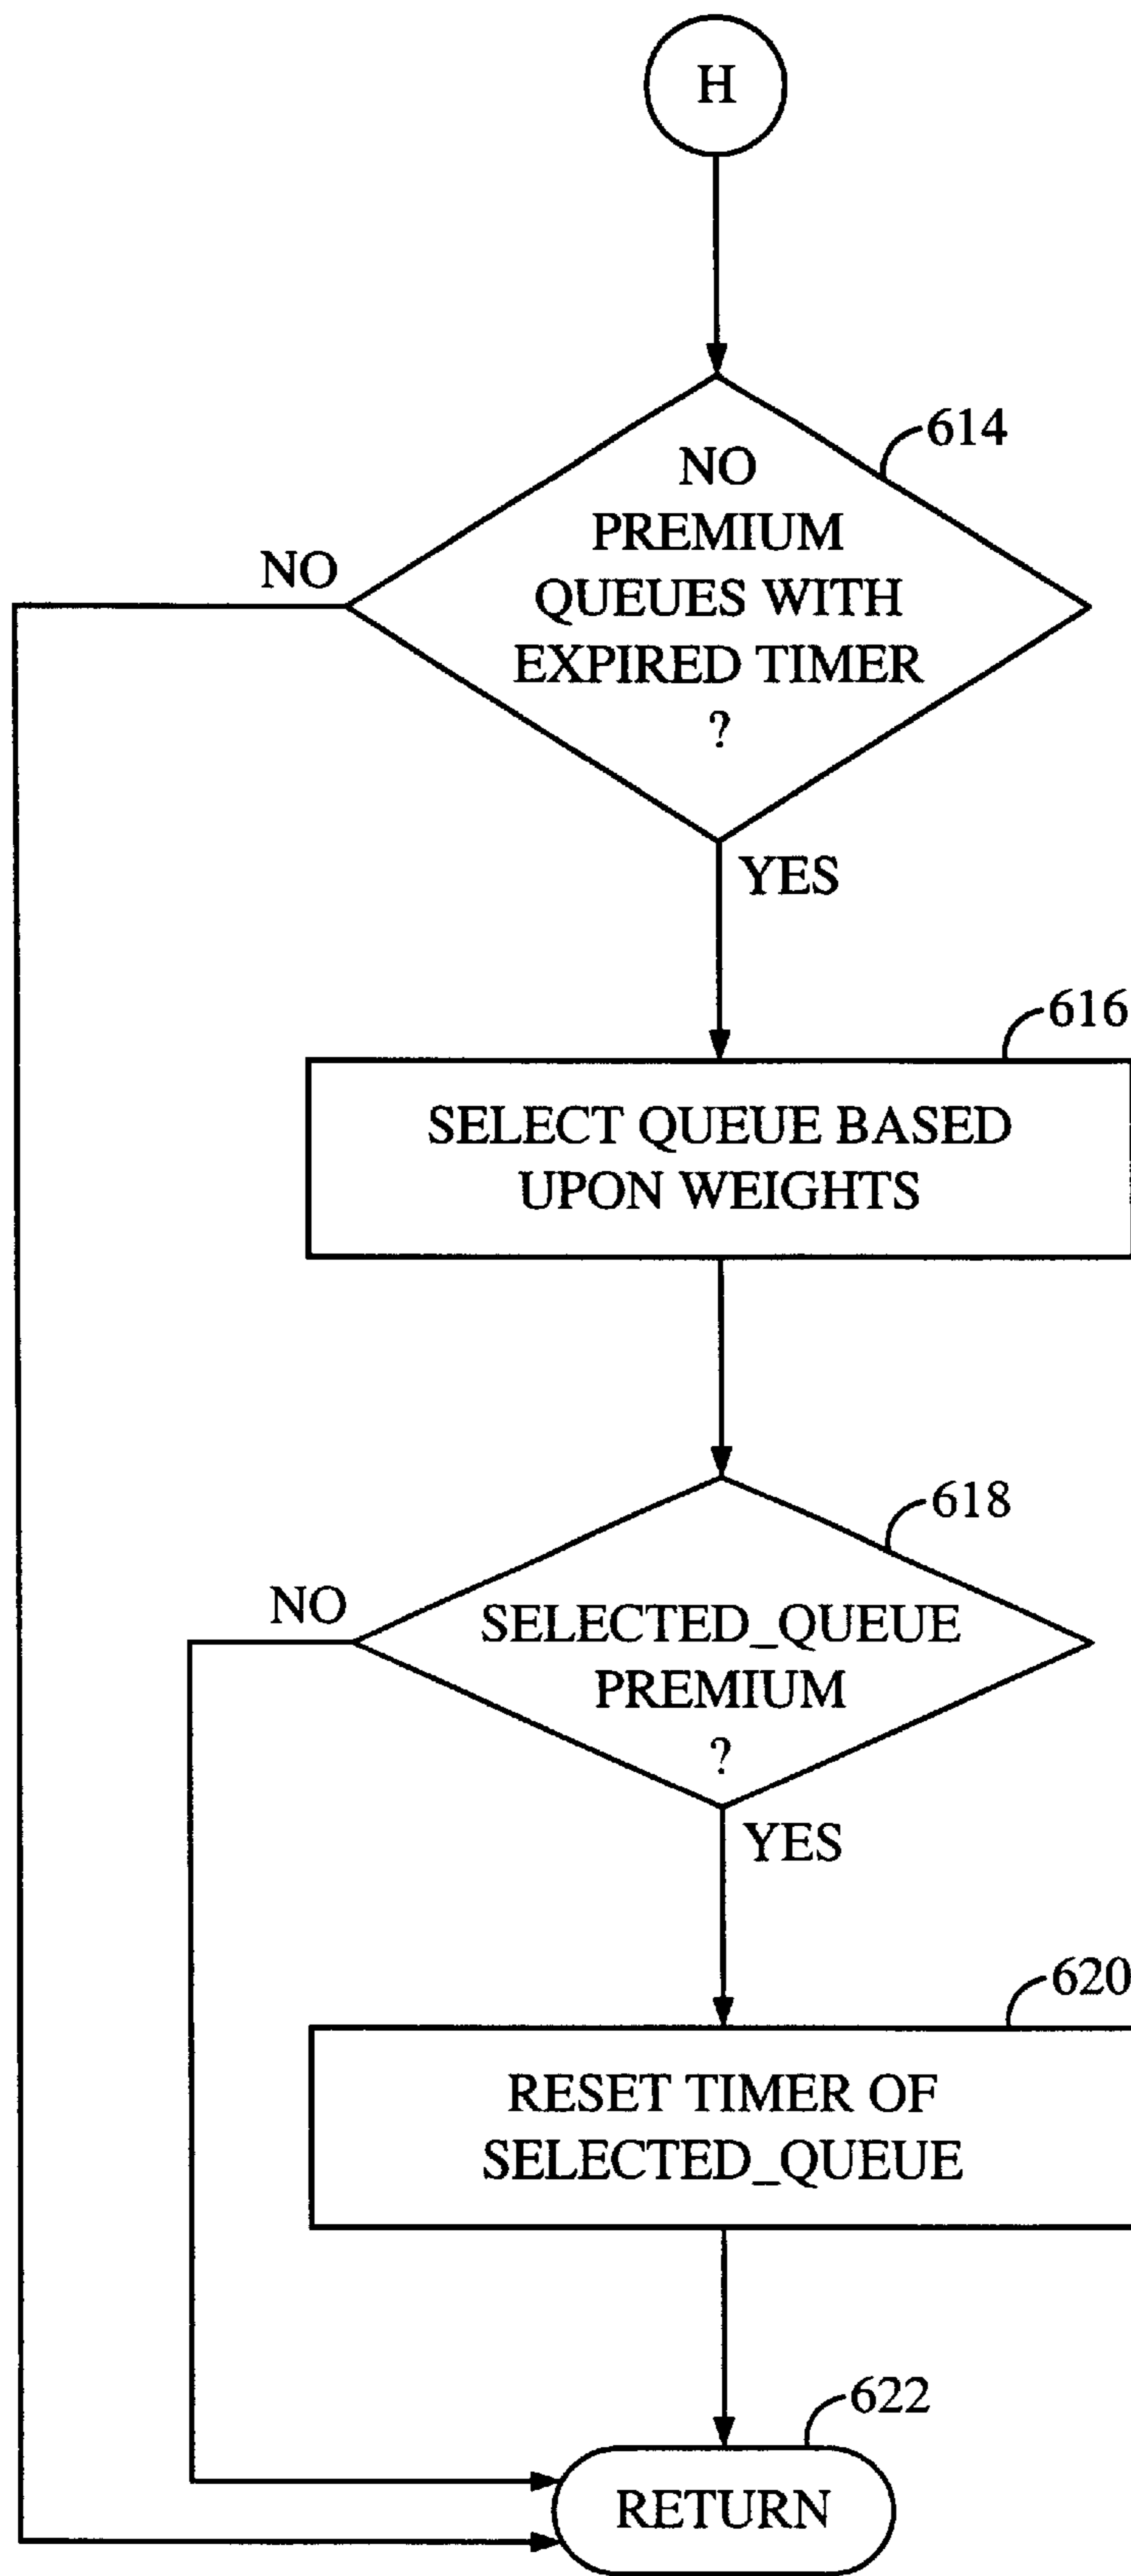 H
614
NO
PREMIUM
QUEUES WITH
EXPIRED TIMER
?
NO
YES
616
SELECT QUEUE BASED
UPON WEIGHTS
618
NO
SELECTED_QUEUE
PREMIUM
?
YES
620
RESET TIMER OF
SELECTED_QUEUE
622
RETURN